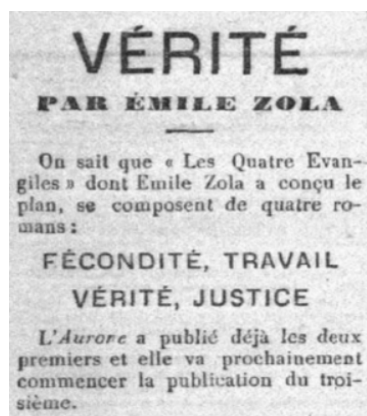 VÉRITÉ
PAR ÉMILE ZOLA
On sait que « Les Quatre Evan-
giles » dont Emile Zola a conçu le
plan, se composent de quatre ro-
mans :
FÉCONDITÉ, TRAVAIL
VÉRITÉ, JUSTICE
L'Aurore a publié déjà les deux
premiers et elle va prochainement
commencer la publication du troi-
sième.